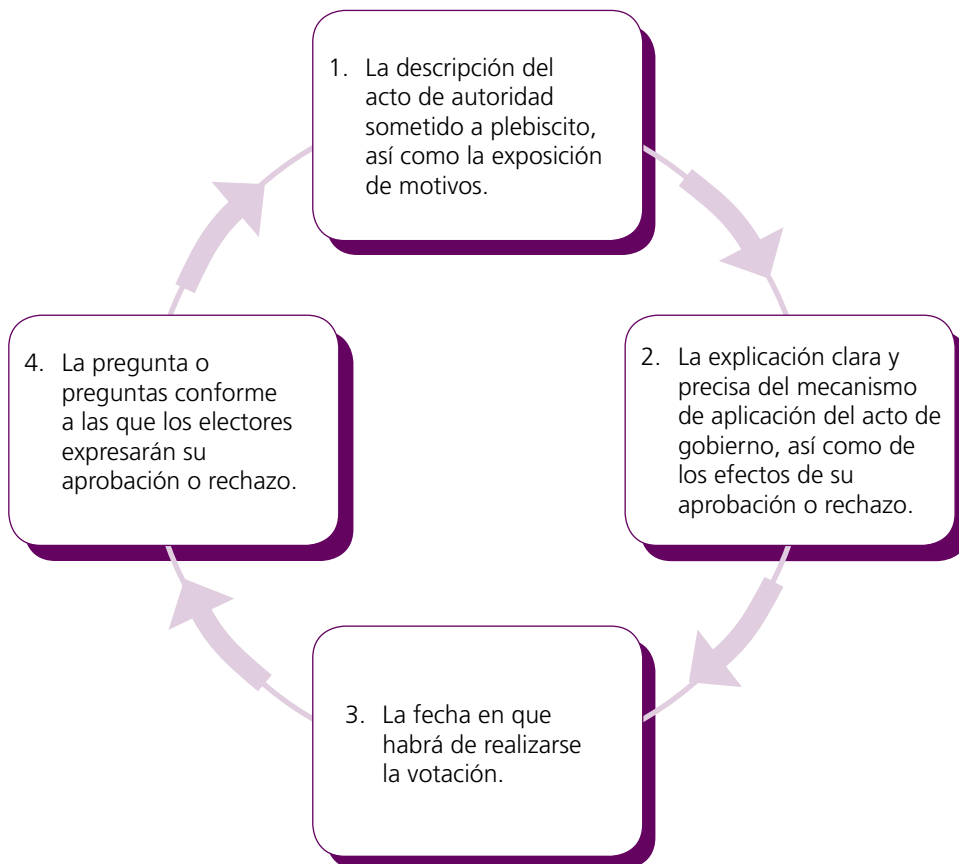 1. La descripción del
acto de autoridad
sometido a plebiscito,
así como la exposición
de motivos.
2. La explicación clara y
precisa del mecanismo
de aplicación del acto de
gobierno, así como de
los efectos de su
aprobación o rechazo.
3. La fecha en que
habrá de realizarse
la votación.
4. La pregunta o
preguntas conforme
a las que los electores
expresarán su
aprobación o rechazo.